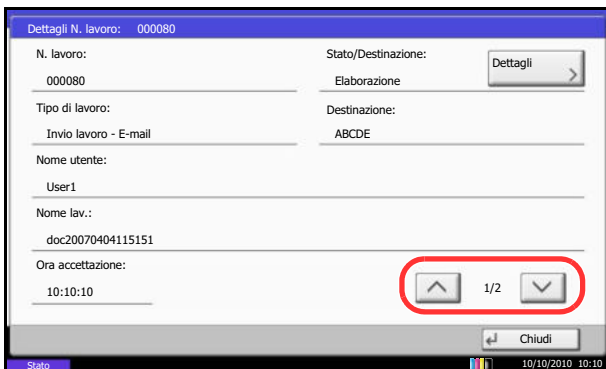 Dettagli N. lavoro: 000080
N. lavoro:
000080
Stato/Destinazione:
Elaborazione
Dettagli
Tipo di lavoro:
Invio lavoro - E-mail
Destinazione:
ABCDE
Nome utente:
User1
Nome lav.:
doc20070404115151
Ora accettazione:
10:10:10
1/2
Chiudi
Stato
10/10/2010 10:10